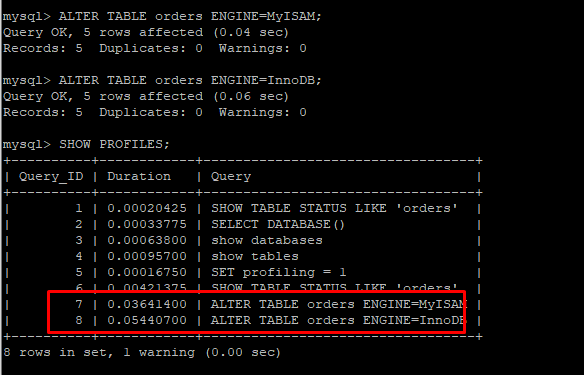 mysql> ALTER TABLE orders ENGINE=MyISAM;
Query OK, 5 rows affected (0.04 sec)
Records: 5  Duplicates: 0  Warnings: 0
mysql> ALTER TABLE orders ENGINE=InnoDB;
Query OK, 5 rows affected (0.06 sec)
Records: 5  Duplicates: 0  Warnings: 0
mysql> SHOW PROFILES;
+----------+------------+----------------------------------+
| Query_ID | Duration   | Query                            |
+----------+------------+----------------------------------+
|        1 | 0.00020425 | SHOW TABLE STATUS LIKE 'orders'  |
|        2 | 0.00033775 | SELECT DATABASE()                |
|        3 | 0.00063800 | show databases                   |
|        4 | 0.00095700 | show tables                      |
|        5 | 0.00016750 | SET profiling = 1                |
|        6 | 0.00421375 | SHOW TABLE STATUS LIKE 'orders'  |
|        7 | 0.03641400 | ALTER TABLE orders ENGINE=MyISAM |
|        8 | 0.05440700 | ALTER TABLE orders ENGINE=InnoDB |
+----------+------------+----------------------------------+
8 rows in set, 1 warning (0.00 sec)